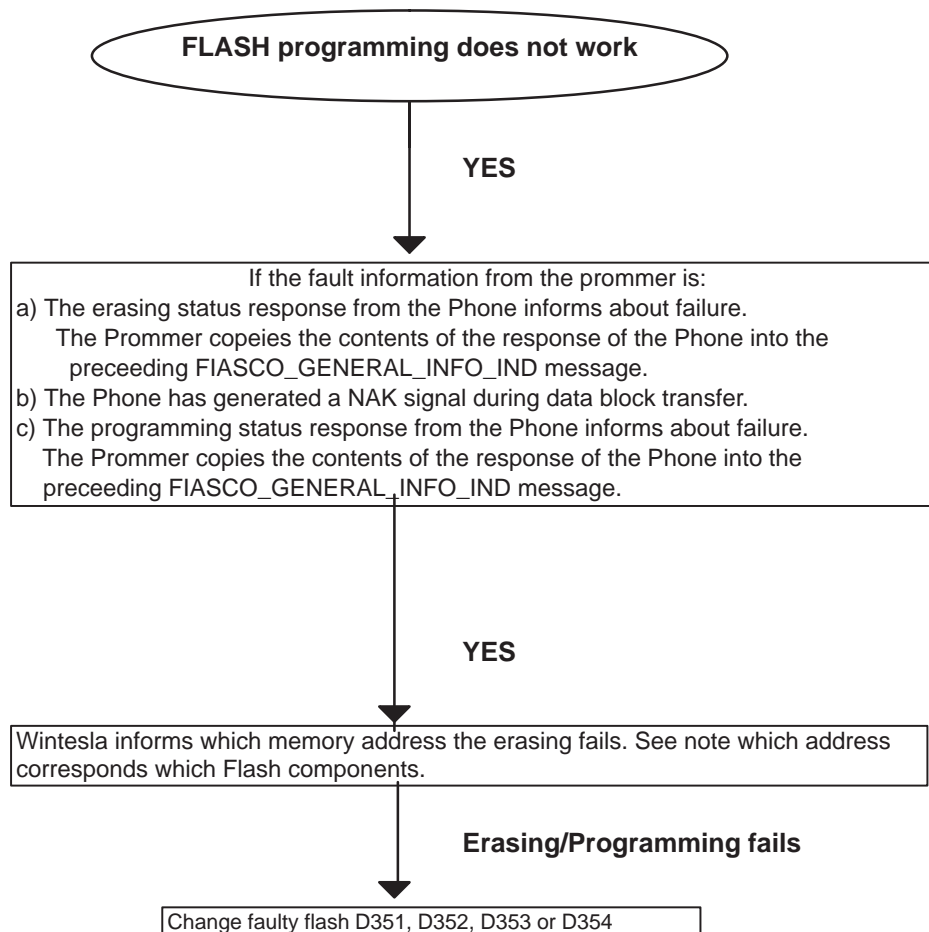 FLASH programming does not work
YES
If the fault information from the prommer is:
a) The erasing status response from the Phone informs about failure.
The Prommer copeies the contents of the response of the Phone into the
preceeding FIASCO_GENERAL_INFO_IND message.
b) The Phone has generated a NAK signal during data block transfer.
c) The programming status response from the Phone informs about failure.
The Prommer copies the contents of the response of the Phone into the
preceeding FIASCO_GENERAL_INFO_IND message.
YES
Wintesla informs which memory address the erasing fails. See note which address
corresponds which Flash components.
Erasing/Programming fails
Change faulty flash D351, D352, D353 or D354